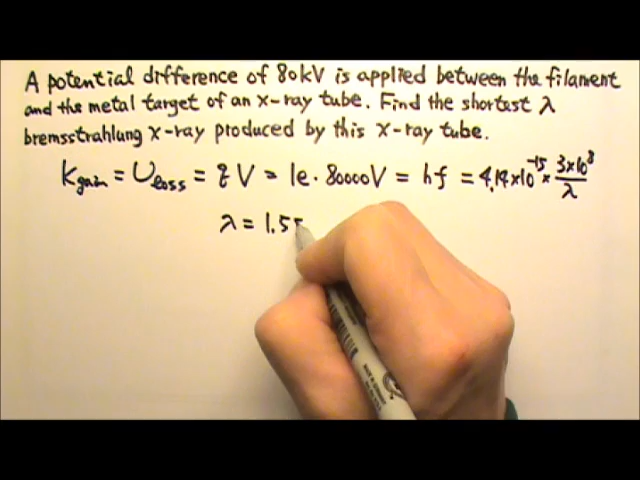 A potential difference of 80kV is applied between the filament
and the metal target of an x-ray tube. Find the shortest λ
bremsstrahlung x-ray produced by this x-ray tube.
Kgain = Uloss = qV = 1e · 80000V = hf = 4.14×10^-15 × 3×10^8/λ
λ = 1.55